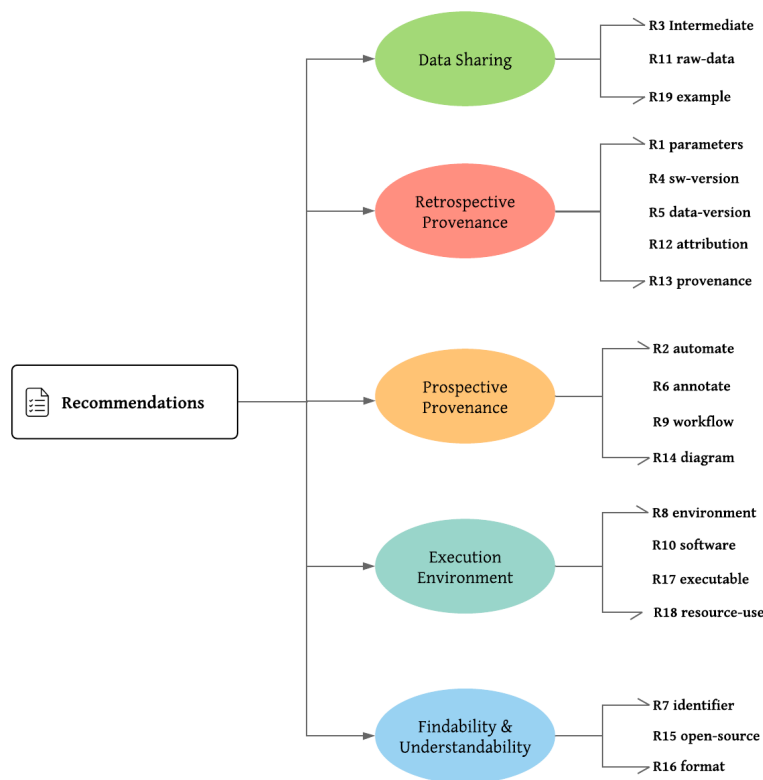 Recommendations
Data Sharing
R3 Intermediate
R11 raw-data
R19 example
Retrospective
Provenance
R1 parameters
R4 sw-version
R5 data-version
R12 attribution
R13 provenance
Prospective
Provenance
R2 automate
R6 annotate
R9 workflow
R14 diagram
Execution
Environment
R8 environment
R10 software
R17 executable
R18 resource-use
Findability &
Understandability
R7 identifier
R15 open-source
R16 format